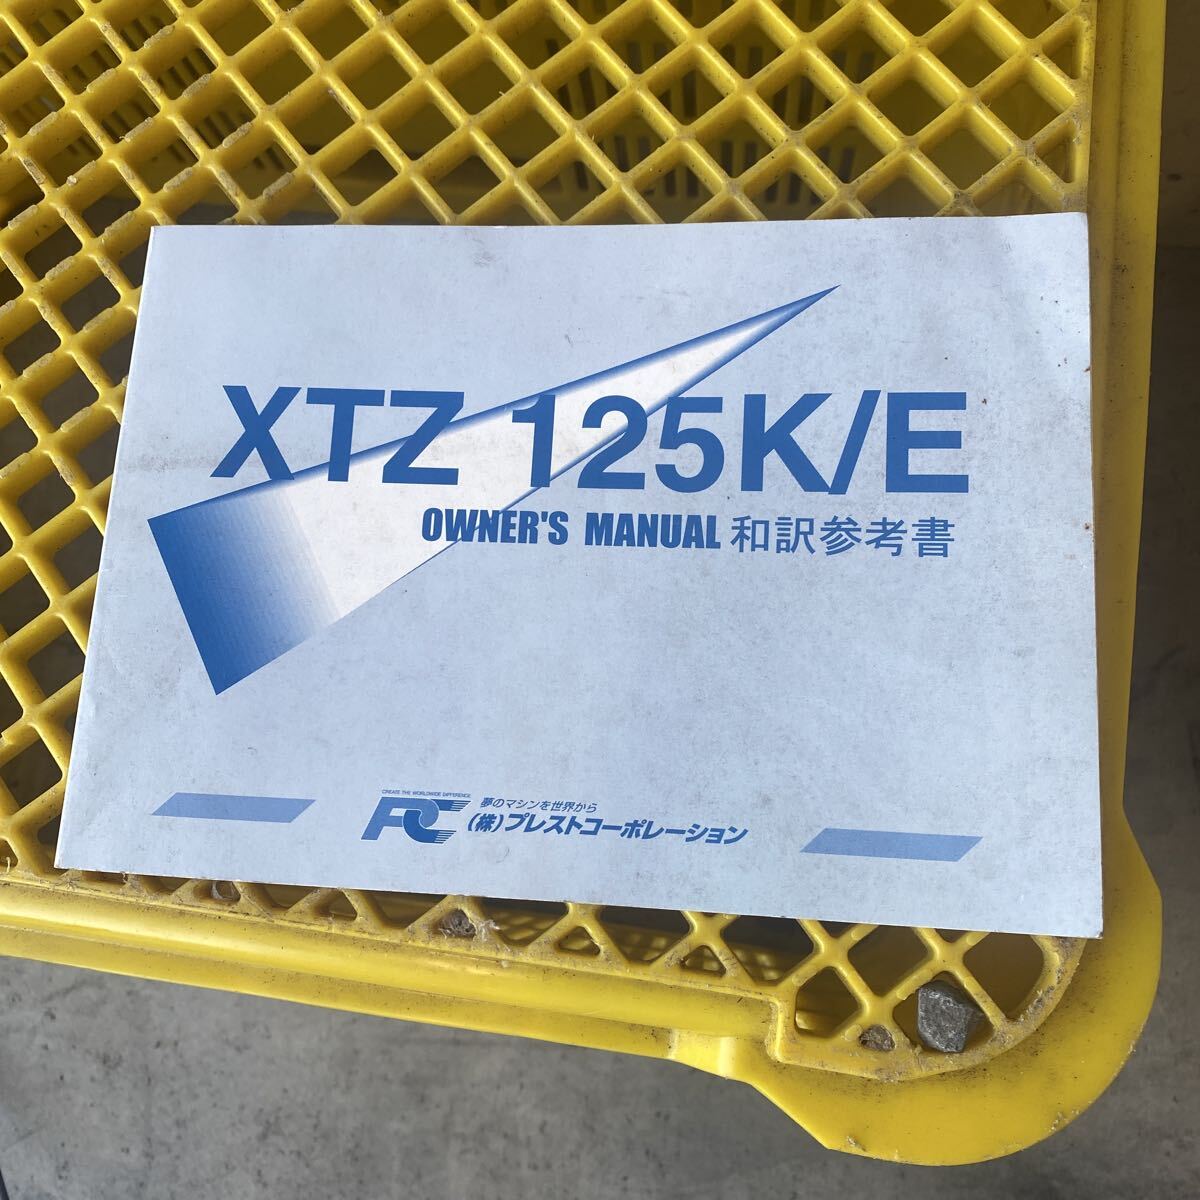 XTZ 125K/E
OWNER'S MANUAL 和訳参考書
CREATE THE WORLDWIDE DIFFERENCE
PC
夢のマシンを世界から
(株)プレストコーポレーション